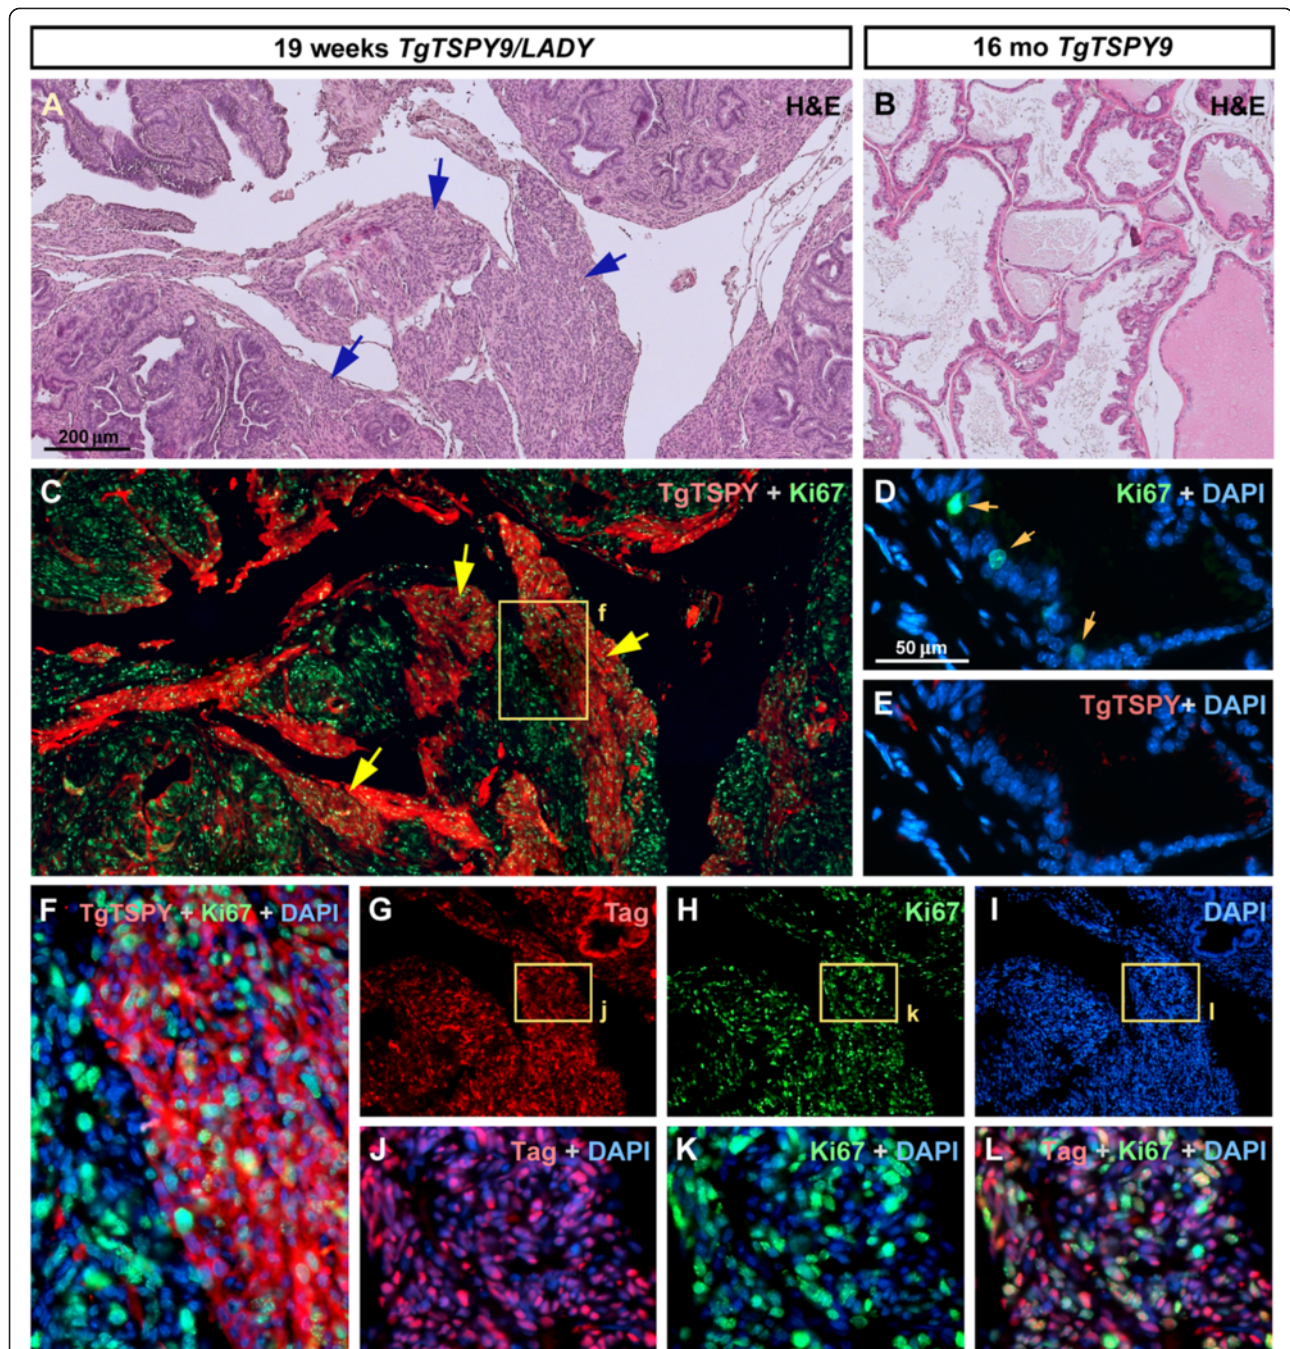 19 weeks TgTSPY9/LADY
16 mo TgTSPY9
A
H&E
200 µm
B
H&E
C
TgTSPY + Ki67
f
D
Ki67 + DAPI
50 µm
E
TgTSPY+ DAPI
F
TgTSPY + Ki67 + DAPI
G
Tag
j
H
Ki67
k
I
DAPI
l
J
Tag + DAPI
K
Ki67 + DAPI
L
Tag + Ki67 + DAPI